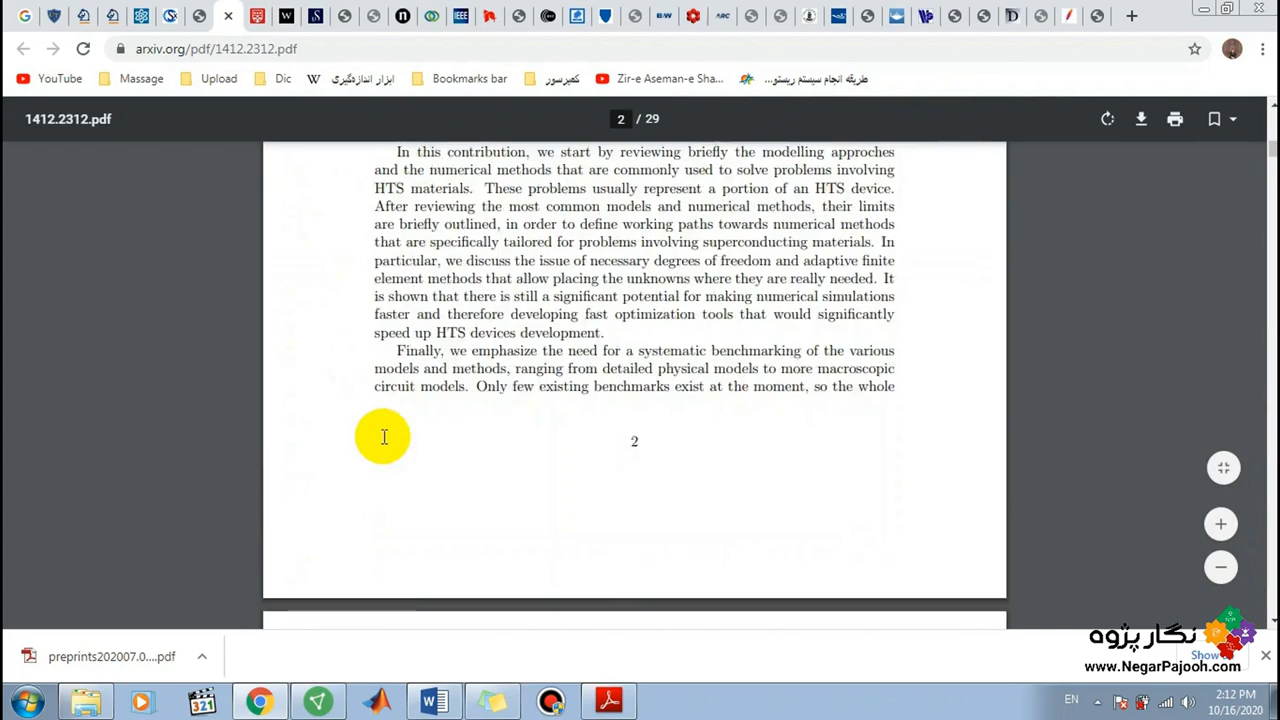 arxiv.org/pdf/1412.2312.pdf
YouTube
Massage
Upload
Dic
ابزار اندازه‌گیری
Bookmarks bar
کمپرسور
Zir-e Aseman-e Sha...
طریقه انجام سیستم ریستو...
1412.2312.pdf
2 / 29
In this contribution, we start by reviewing briefly the modelling approches
and the numerical methods that are commonly used to solve problems involving
HTS materials. These problems usually represent a portion of an HTS device.
After reviewing the most common models and numerical methods, their limits
are briefly outlined, in order to define working paths towards numerical methods
that are specifically tailored for problems involving superconducting materials. In
particular, we discuss the issue of necessary degrees of freedom and adaptive finite
element methods that allow placing the unknowns where they are really needed. It
is shown that there is still a significant potential for making numerical simulations
faster and therefore developing fast optimization tools that would significantly
speed up HTS devices development.
Finally, we emphasize the need for a systematic benchmarking of the various
models and methods, ranging from detailed physical models to more macroscopic
circuit models. Only few existing benchmarks exist at the moment, so the whole
2
preprints202007.0....pdf
Show
نگار پژوه
www.NegarPajooh.com
EN
2:12 PM
10/16/2020